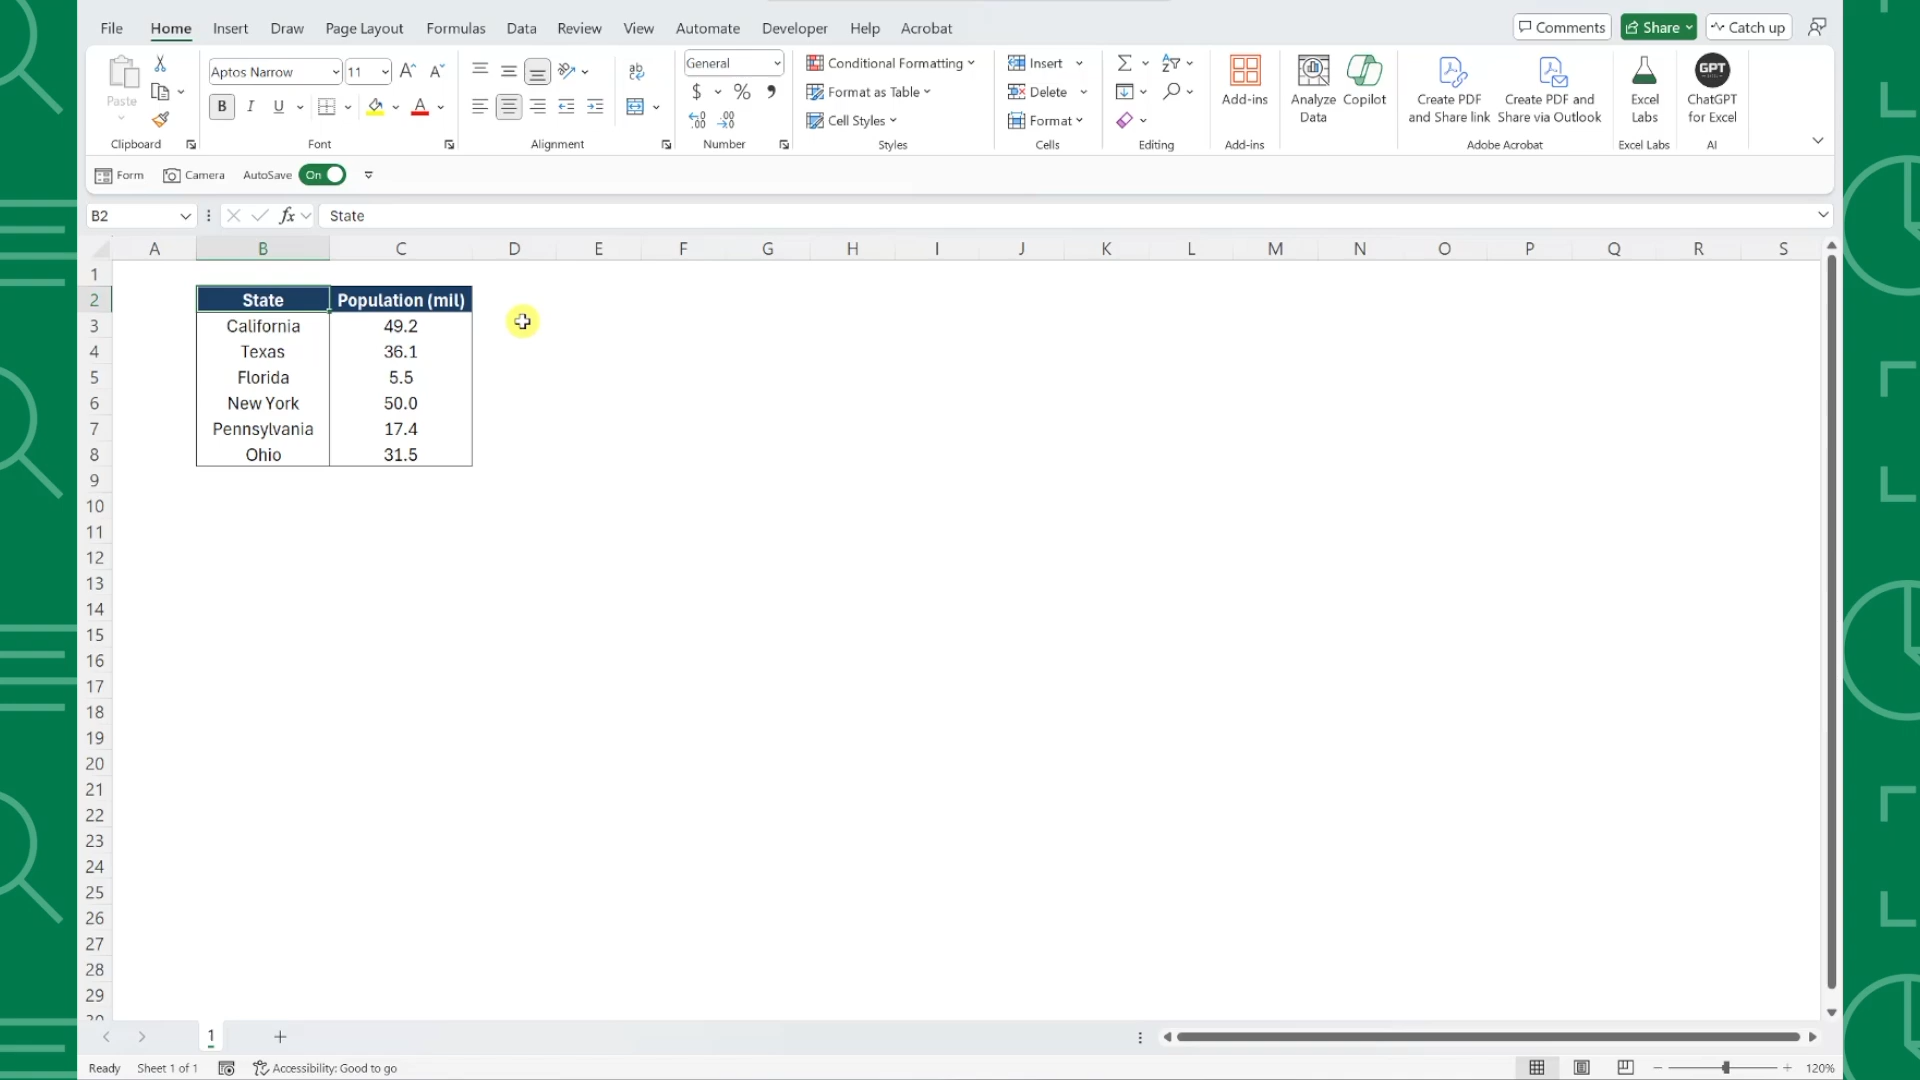 File Home Insert Draw Page Layout Formulas Data Review View Automate Developer Help Acrobat Comments Share Catch up
Paste
Clipboard
Aptos Narrow 11
B I U
Font
ab
Alignment
General
$ % 9
Number
Conditional Formatting
Format as Table
Cell Styles
Styles
Insert
Delete
Format
Cells
Editing
Add-ins
Add-ins
Analyze
Data
Copilot
Create PDF
and Share link
Create PDF and
Share via Outlook
Adobe Acrobat
Excel
Labs
Excel Labs
GPT
ChatGPT
for Excel
AI
Form Camera AutoSave On
B2 fx State
A B C D E F G H I J K L M N O P Q R S
1
2 State Population (mil)
3 California 49.2
4 Texas 36.1
5 Florida 5.5
6 New York 50.0
7 Pennsylvania 17.4
8 Ohio 31.5
9
10
11
12
13
14
15
16
17
18
19
20
21
22
23
24
25
26
27
28
29
1 +
Ready Sheet 1 of 1 Accessibility: Good to go 120%